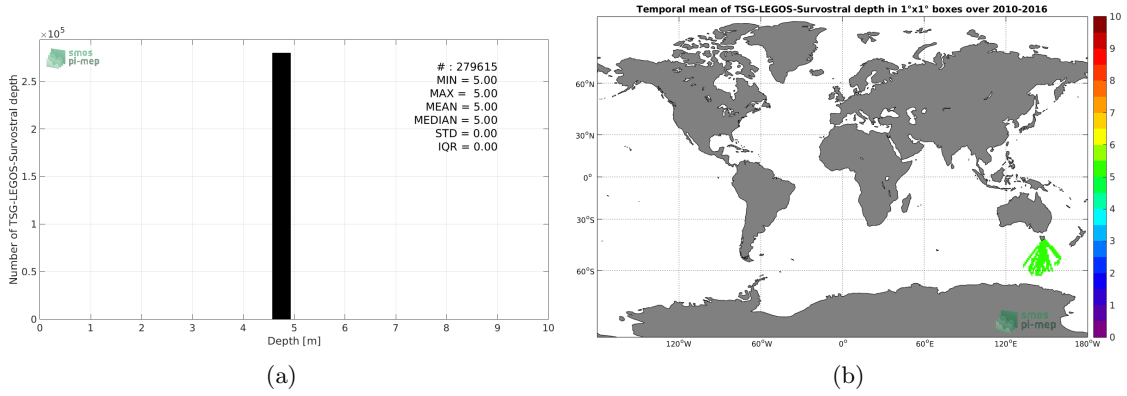 ×10⁵
smos
pi-mep
# : 279615
MIN = 5.00
MAX = 5.00
MEAN = 5.00
MEDIAN = 5.00
STD = 0.00
IQR = 0.00
Number of TSG-LEGOS-Survostral depth
2.5
2
1.5
1
0.5
0
0 1 2 3 4 5 6 7 8 9 10
Depth [m]
(a)
Temporal mean of TSG-LEGOS-Survostral depth in 1°x1° boxes over 2010-2016
60°N
30°N
0°
30°S
60°S
120°W 60°W 0° 60°E 120°E 180°W
smos
pi-mep
10
9
8
7
6
5
4
3
2
1
0
(b)